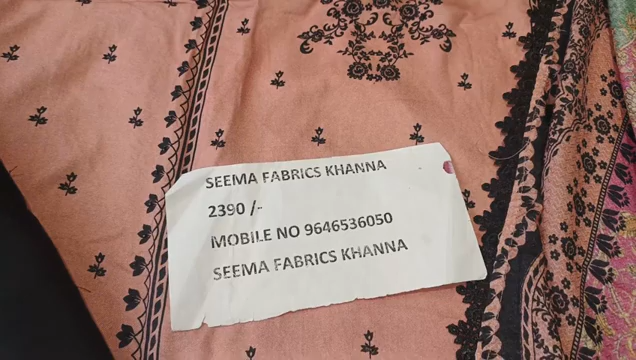 SEEMA FABRICS KHANNA
2390 /-
MOBILE NO 9646536050
SEEMA FABRICS KHANNA